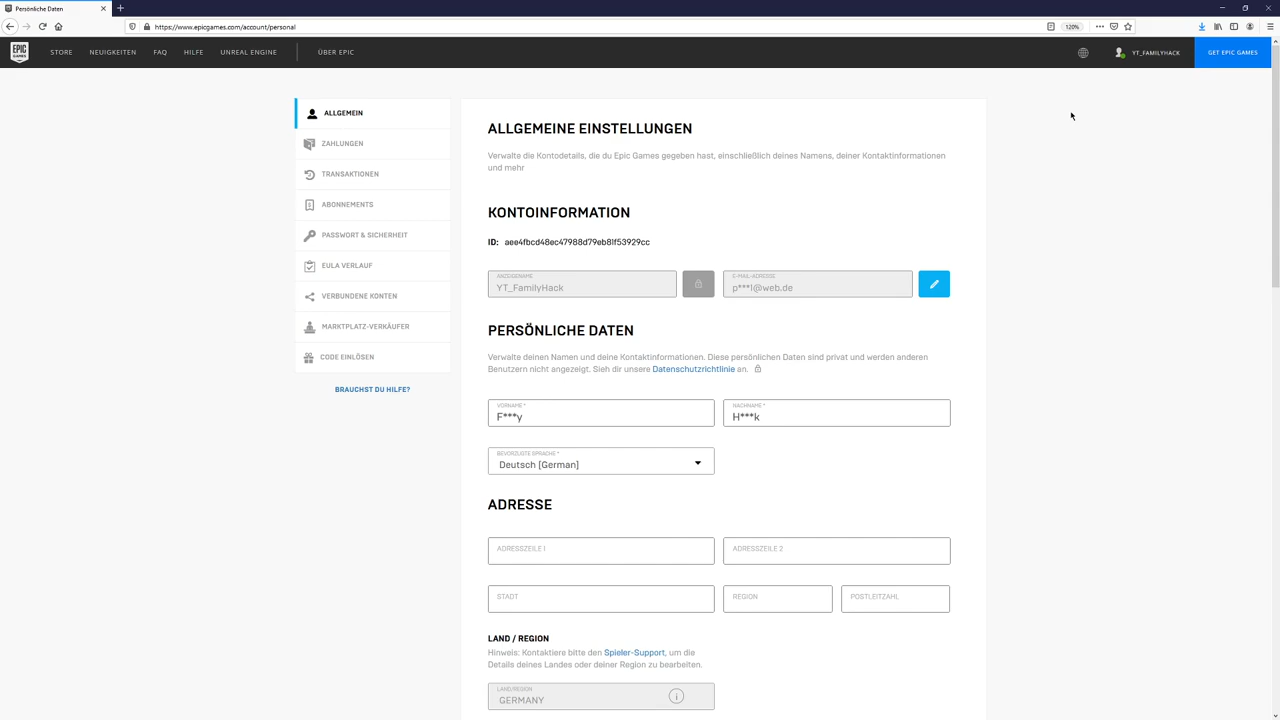 Persönliche Daten
https://www.epicgames.com/account/personal
120%
EPIC GAMES
STORE
NEUIGKEITEN
FAQ
HILFE
UNREAL ENGINE
ÜBER EPIC
YT_FAMILYHACK
GET EPIC GAMES
ALLGEMEIN
ZAHLUNGEN
TRANSAKTIONEN
ABONNEMENTS
PASSWORT & SICHERHEIT
EULA VERLAUF
VERBUNDENE KONTEN
MARKTPLATZ-VERKÄUFER
CODE EINLÖSEN
BRAUCHST DU HILFE?
ALLGEMEINE EINSTELLUNGEN
Verwalte die Kontodetails, die du Epic Games gegeben hast, einschließlich deines Namens, deiner Kontaktinformationen
und mehr
KONTOINFORMATION
ID: aee4fbcd48ec47988d79eb81f53929cc
ANZEIGENAME
YT_FamilyHack
E-MAIL-ADRESSE
p***l@web.de
PERSÖNLICHE DATEN
Verwalte deinen Namen und deine Kontaktinformationen. Diese persönlichen Daten sind privat und werden anderen
Benutzern nicht angezeigt. Sieh dir unsere Datenschutzrichtlinie an.
VORNAME *
F***y
NACHNAME *
H***k
BEVORZUGTE SPRACHE *
Deutsch [German]
ADRESSE
ADRESSZEILE 1
ADRESSZEILE 2
STADT
REGION
POSTLEITZAHL
LAND / REGION
Hinweis: Kontaktiere bitte den Spieler-Support, um die
Details deines Landes oder deiner Region zu bearbeiten.
LAND/REGION
GERMANY